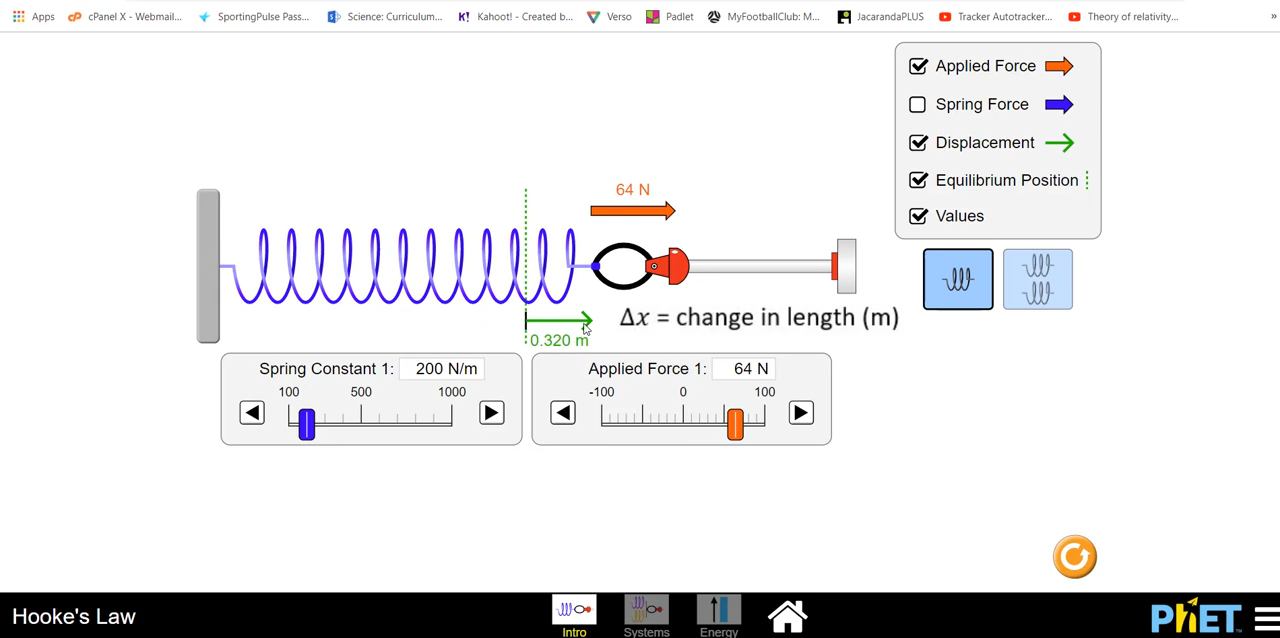 Apps cPanel X - Webmail... SportingPulse Pass... Science: Curriculum... K! Kahoot! - Created b... Verso Padlet MyFootballClub: M... JacarandaPLUS Tracker Autotracker... Theory of relativity... »
Applied Force
Spring Force
Displacement
Equilibrium Position
Values
64 N
0.320 m
Δx = change in length (m)
Spring Constant 1: 200 N/m
100 500 1000
Applied Force 1: 64 N
-100 0 100
Hooke's Law
Intro
Systems
Energy
PhET